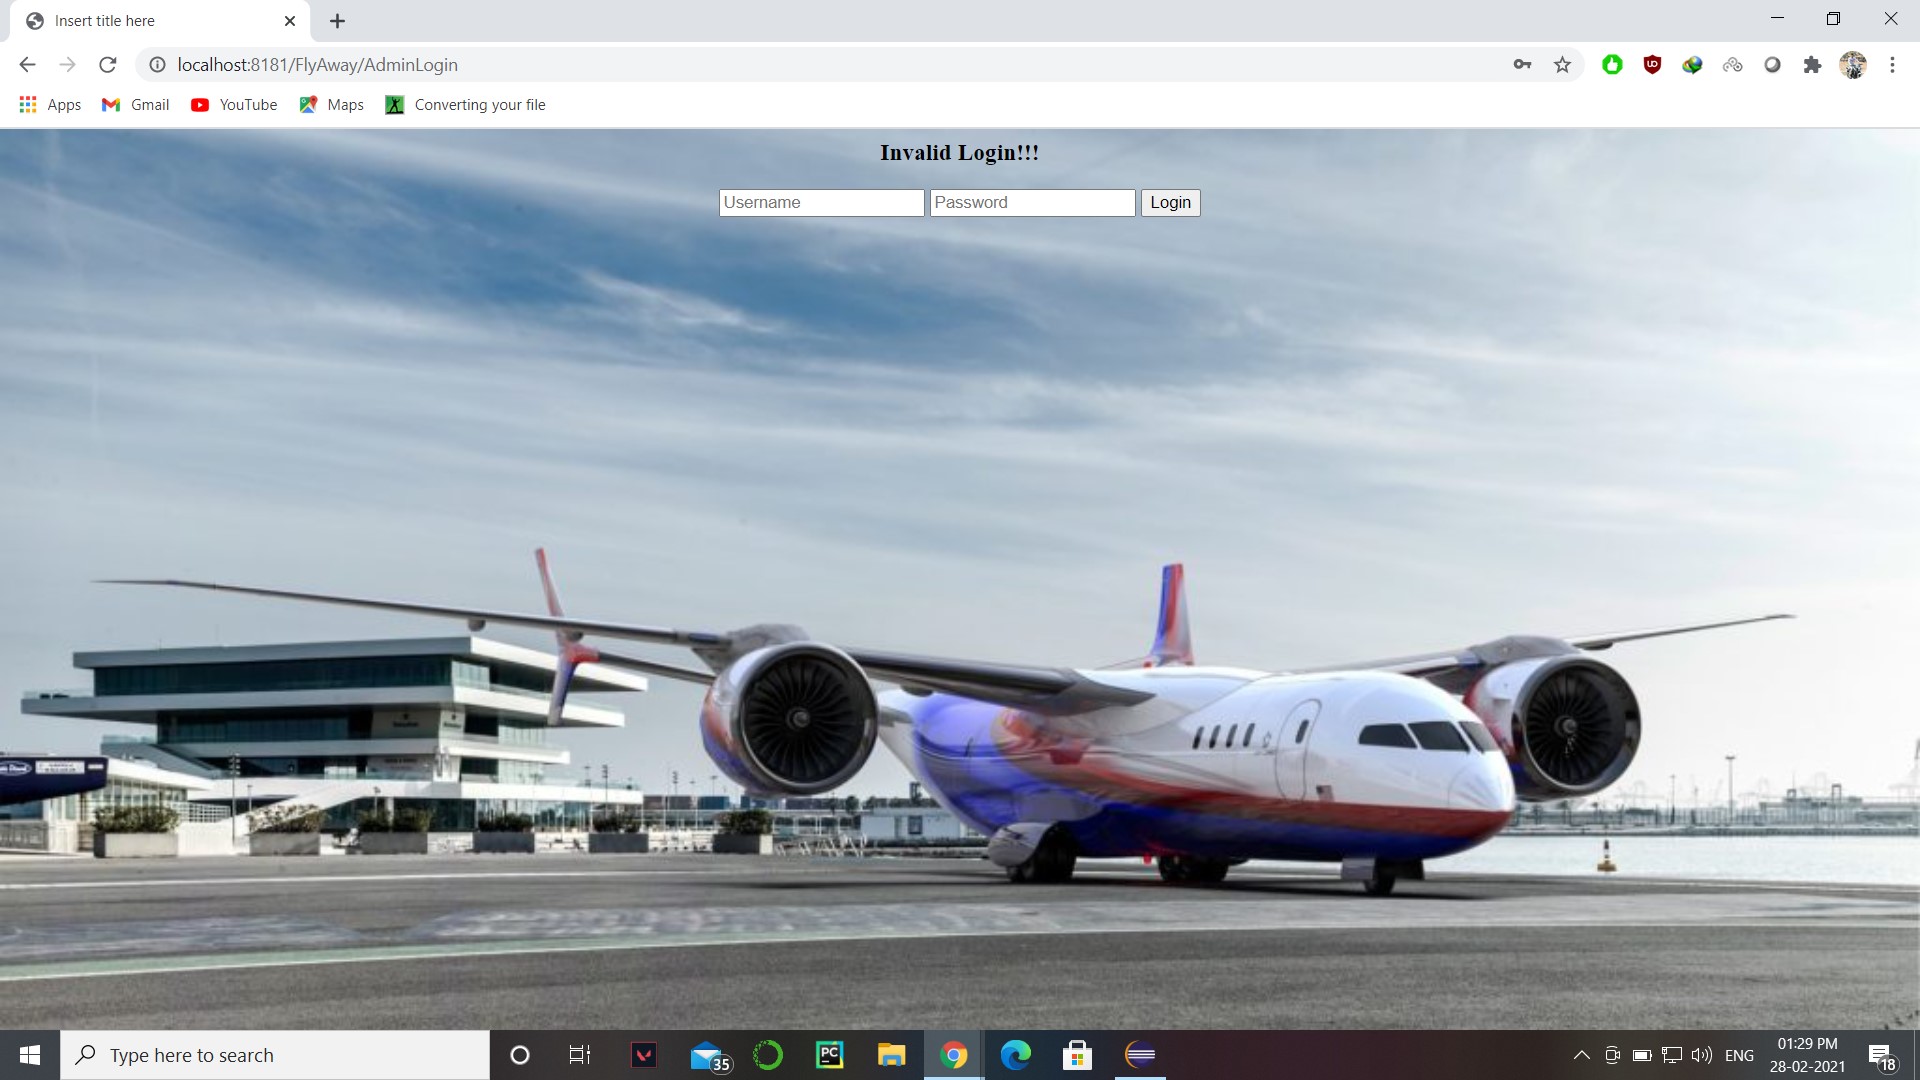 Insert title here
localhost:8181/FlyAway/AdminLogin
Apps
Gmail
YouTube
Maps
Converting your file
Invalid Login!!!
Username
Password
Login
Type here to search
35
PC
ENG
01:29 PM
28-02-2021
18